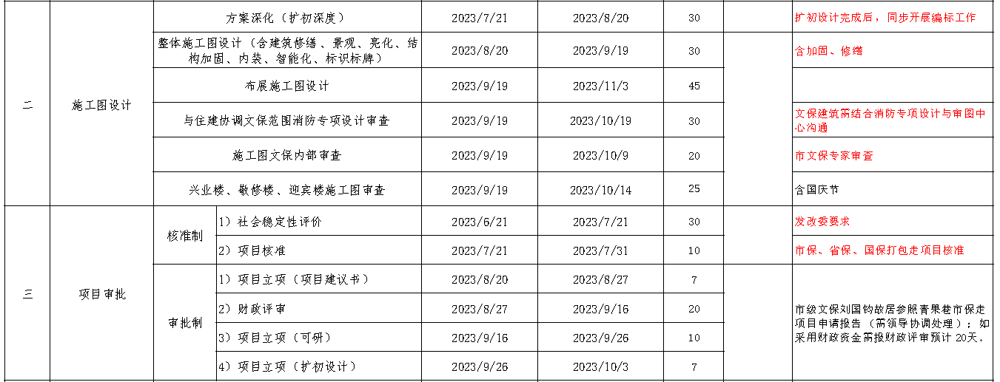 方案深化（扩初深度） 2023/7/21 2023/8/20 30 扩初设计完成后，同步开展编标工作
整体施工图设计（含建筑修缮、景观、亮化、结
构加固、内装、智能化、标识标牌） 2023/8/20 2023/9/19 30 含加固、修缮
布展施工图设计 2023/9/19 2023/11/3 45
二 施工图设计
与住建协调文保范围消防专项设计审查 2023/9/19 2023/10/19 30 文保建筑需结合消防专项设计与审图中
心沟通
施工图文保内部审查 2023/9/19 2023/10/9 20 市文保专家审查
兴业楼、敬修楼、迎宾楼施工图审查 2023/9/19 2023/10/14 25 含国庆节
三 项目审批
核准制
1）社会稳定性评价 2023/6/21 2023/7/21 30 发改委要求
2）项目核准 2023/7/21 2023/7/31 10 市保、省保、国保打包走项目核准
审批制
1）项目立项（项目建议书） 2023/8/20 2023/8/27 7
2）财政评审 2023/8/27 2023/9/16 20
3）项目立项（可研） 2023/9/16 2023/9/26 10
4）项目立项（扩初设计） 2023/9/26 2023/10/3 7
市级文保刘国钧故居参照青果巷市保走
项目申请报告（需领导协调处理）；如
采用财政资金需报财政评审预计20天。